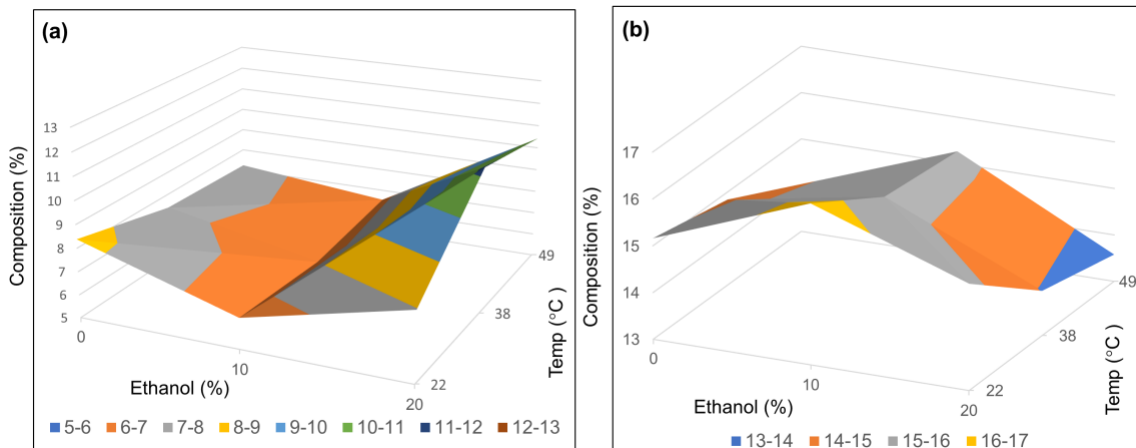 (a)
Composition (%)
13
12
11
10
9
8
7
6
5
0
10
20
Ethanol (%)
22
38
49
Temp (°C)
5-6 6-7 7-8 8-9 9-10 10-11 11-12 12-13
(b)
Composition (%)
17
16
15
14
13
0
10
20
Ethanol (%)
22
38
49
Temp (°C)
13-14 14-15 15-16 16-17